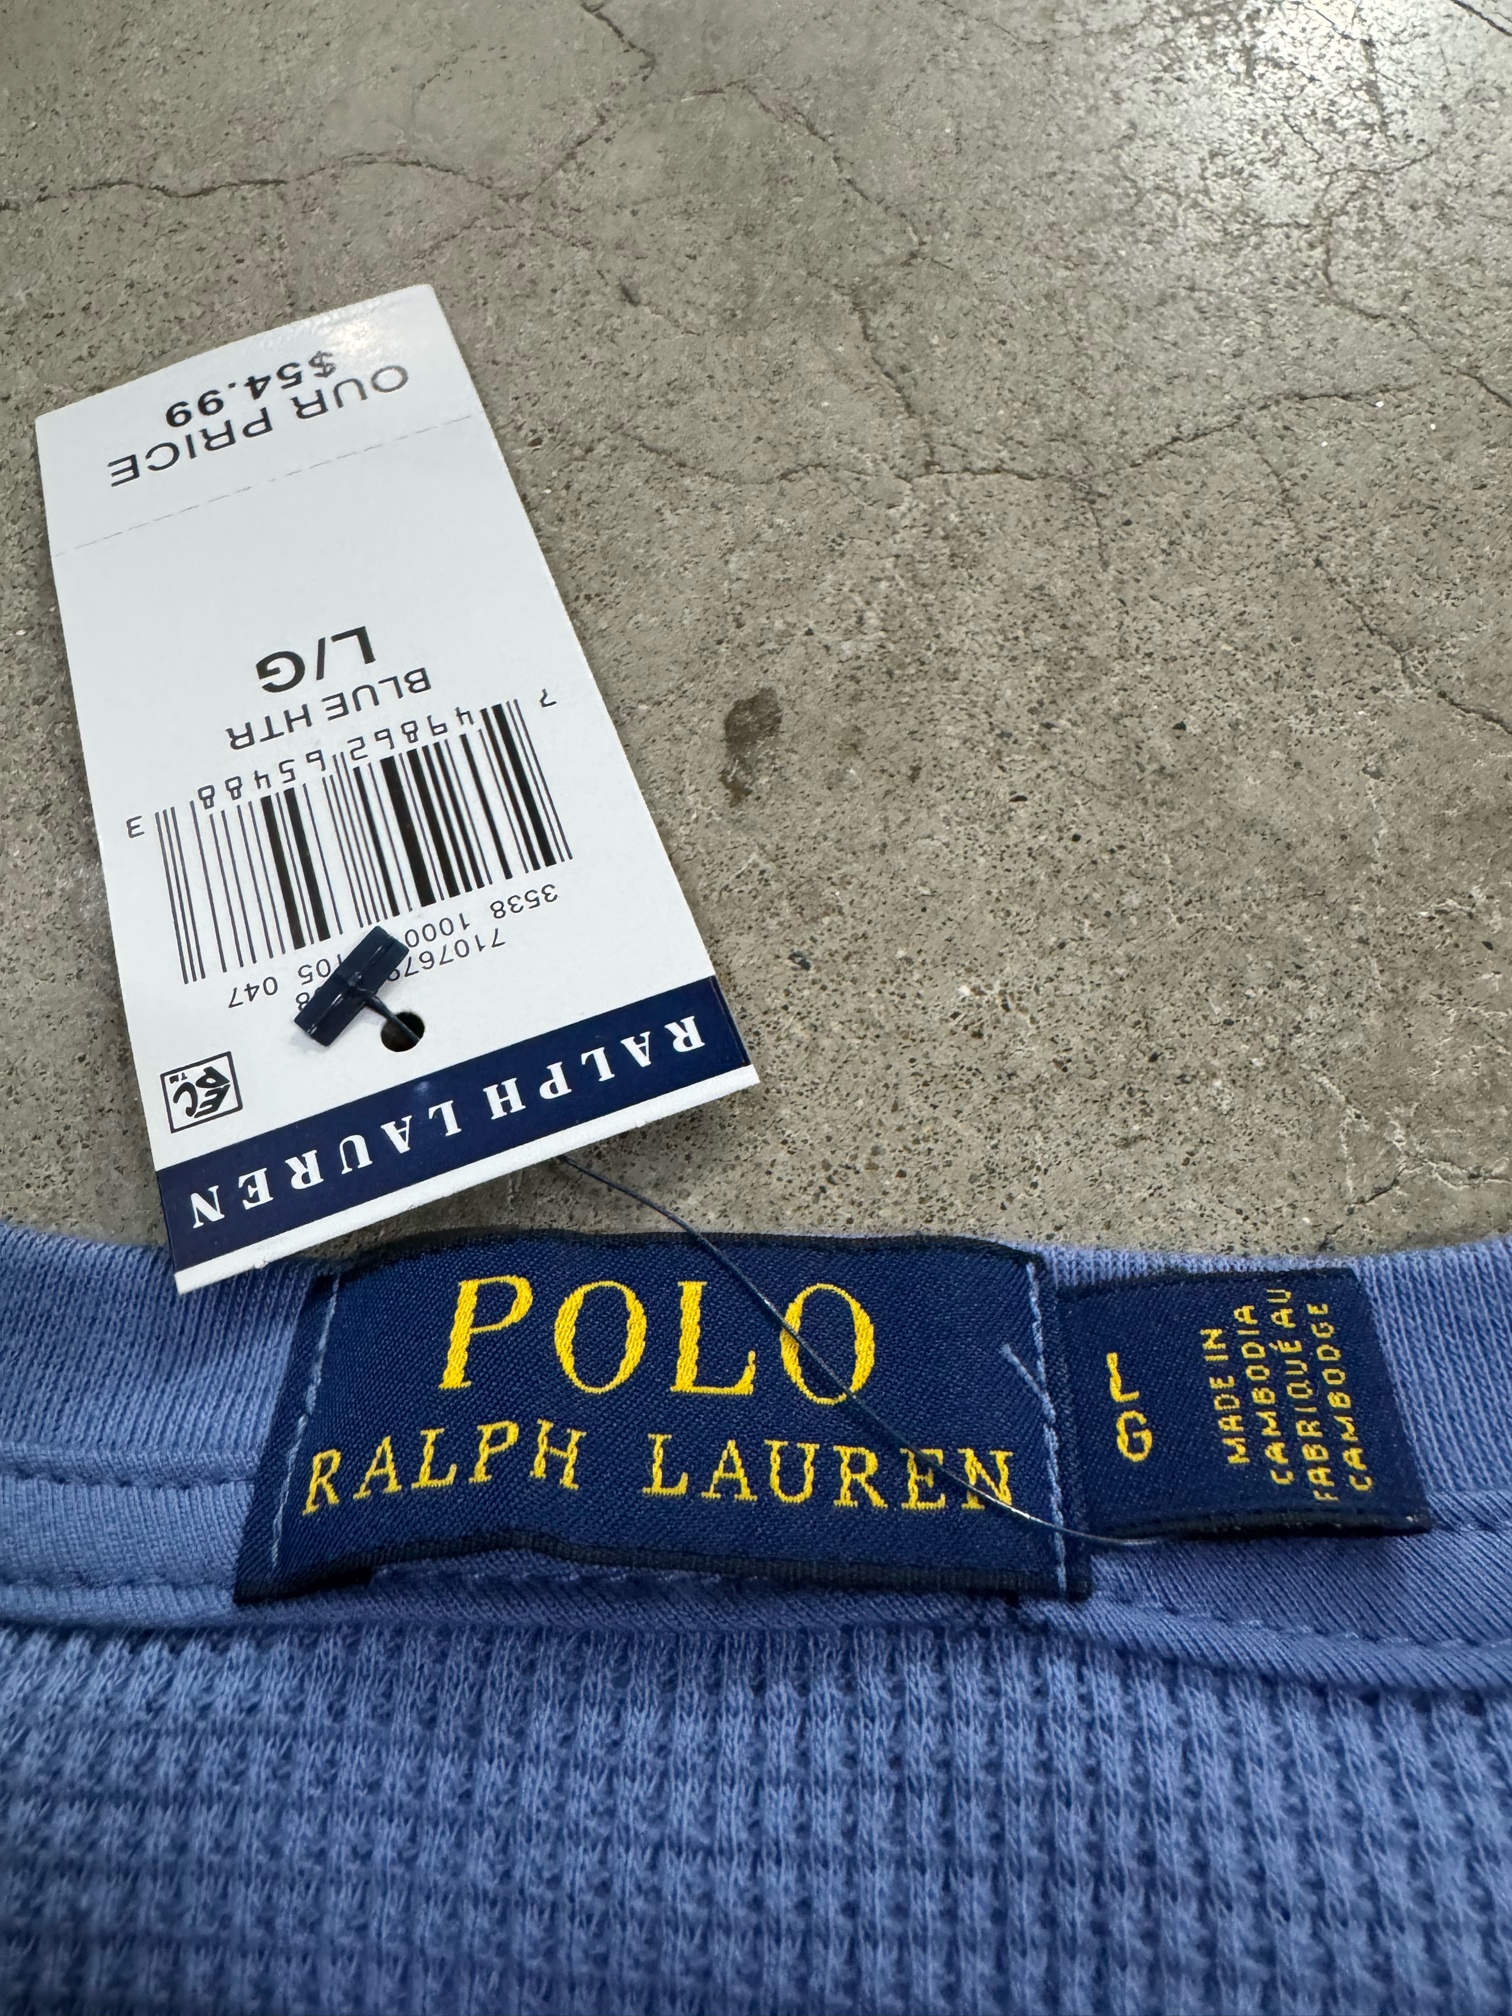 RALPH LAUREN
3538 1000 047
7 49862 65488 3
BLUE HTR
L/G
OUR PRICE
$54.99
POLO
RALPH LAUREN
L
G
MADE IN
CAMBODIA
FABRIQUÉ AU
CAMBODGE